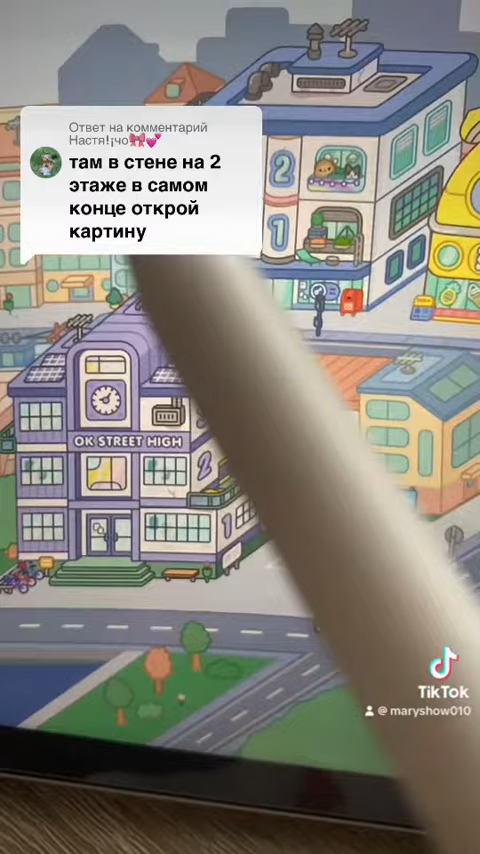 Ответ на комментарий
Настя!¡чо🎀💕
там в стене на 2
этаже в самом
конце открой
картину
2
1
OK STREET HIGH
2
1
TikTok
@ maryshow010